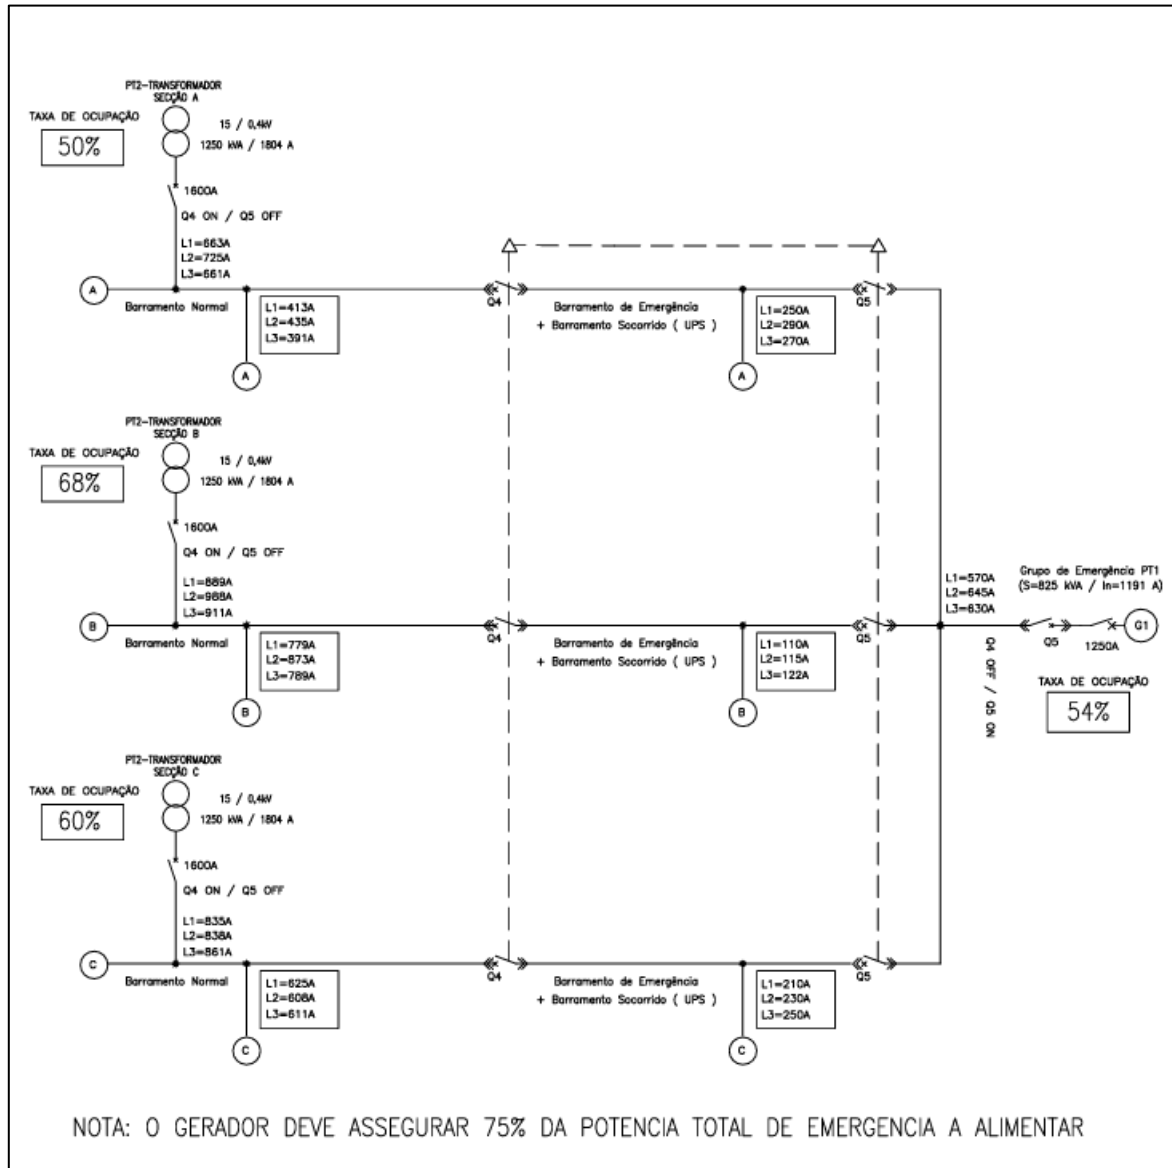 PT2-TRANSFORMADOR
SECÇÃO A
TAXA DE OCUPAÇÃO
50%
15 / 0,4kV
1250 kVA / 1804 A
1600A
Q4 ON / Q5 OFF
L1=663A
L2=725A
L3=661A
A
Barramento Normal
L1=413A
L2=435A
L3=391A
A
Q4
Barramento de Emergência
+ Barramento Socorrido ( UPS )
L1=250A
L2=290A
L3=270A
A
Q5
PT2-TRANSFORMADOR
SECÇÃO B
TAXA DE OCUPAÇÃO
68%
15 / 0,4kV
1250 kVA / 1804 A
1600A
Q4 ON / Q5 OFF
L1=889A
L2=988A
L3=911A
B
Barramento Normal
L1=779A
L2=873A
L3=789A
B
Q4
Barramento de Emergência
+ Barramento Socorrido ( UPS )
L1=110A
L2=115A
L3=122A
B
Q5
L1=570A
L2=645A
L3=630A
Q4 OFF / Q5 ON
Grupo de Emergência PT1
(S=825 kVA / In=1191 A)
Q5
1250A
G1
TAXA DE OCUPAÇÃO
54%
PT2-TRANSFORMADOR
SECÇÃO C
TAXA DE OCUPAÇÃO
60%
15 / 0,4kV
1250 kVA / 1804 A
1600A
Q4 ON / Q5 OFF
L1=835A
L2=838A
L3=861A
C
Barramento Normal
L1=625A
L2=608A
L3=611A
C
Q4
Barramento de Emergência
+ Barramento Socorrido ( UPS )
L1=210A
L2=230A
L3=250A
C
Q5
NOTA: O GERADOR DEVE ASSEGURAR 75% DA POTENCIA TOTAL DE EMERGENCIA A ALIMENTAR